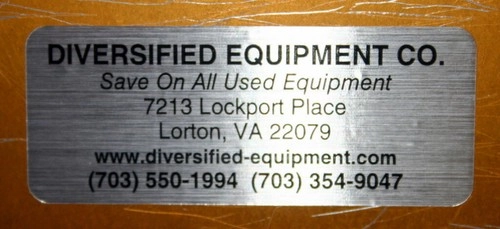 DIVERSIFIED EQUIPMENT CO.
Save On All Used Equipment
7213 Lockport Place
Lorton, VA 22079
www.diversified-equipment.com
(703) 550-1994 (703) 354-9047